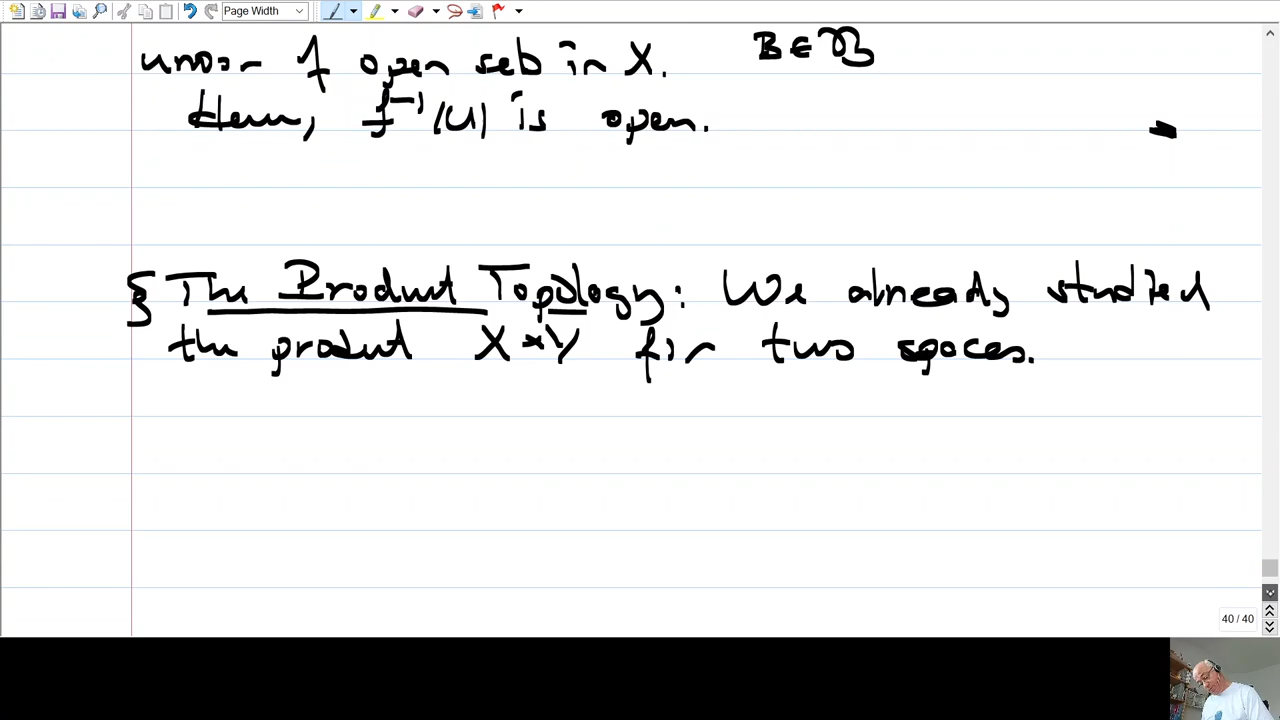 Page Width
union of open sets in X. B ∈ 𝓑
Hence, f⁻¹(U) is open.
§ The Product Topology: We already studied
the product X × Y for two spaces.
40 / 40